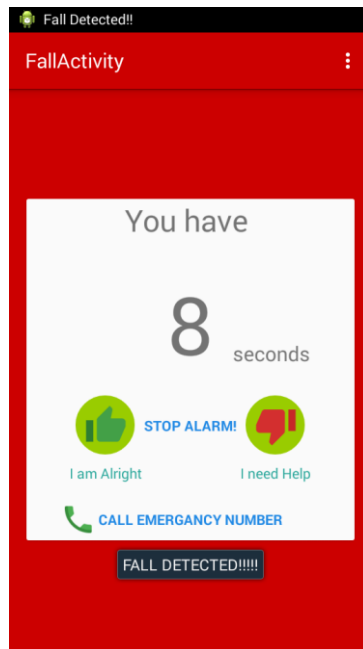 Fall Detected!!
FallActivity
You have
8
seconds
STOP ALARM!
I am Alright
I need Help
CALL EMERGANCY NUMBER
FALL DETECTED!!!!!